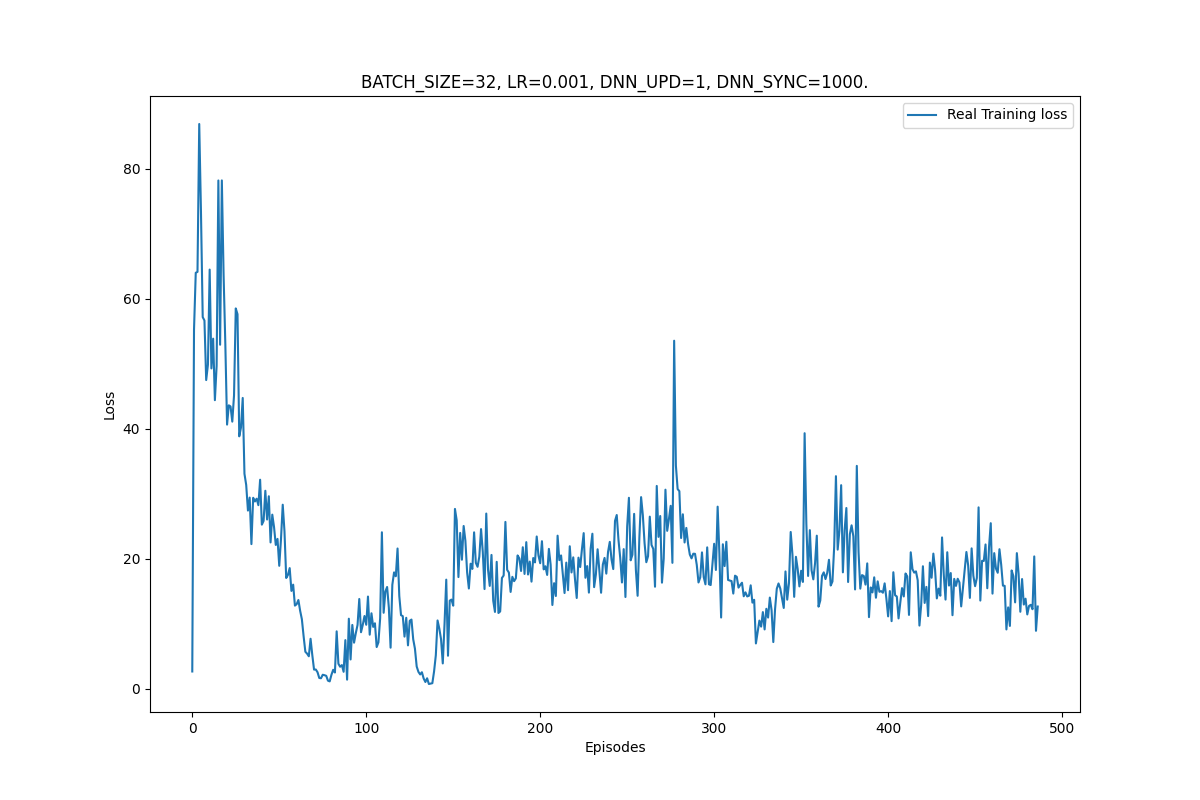 BATCH_SIZE=32, LR=0.001, DNN_UPD=1, DNN_SYNC=1000.
Real Training loss
80
60
40
20
0
Loss
0 100 200 300 400 500
Episodes